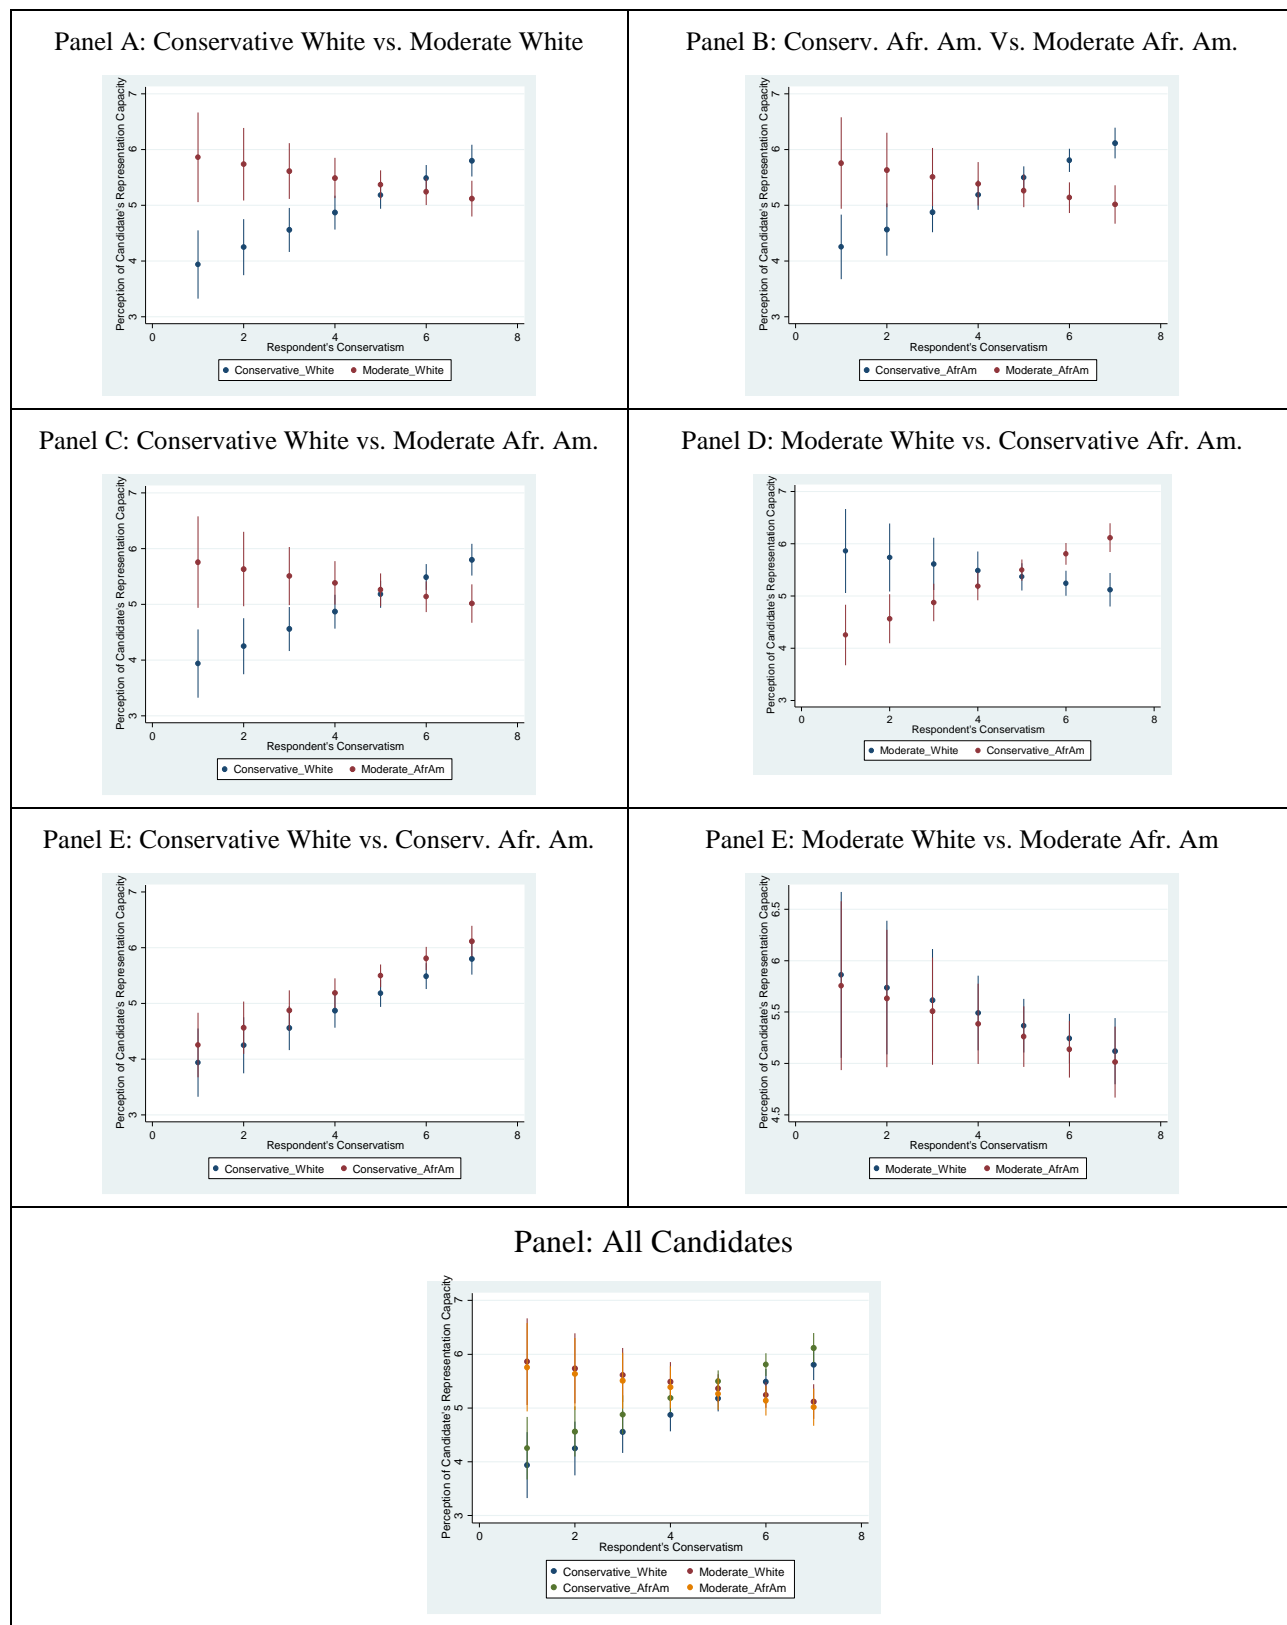 Panel A: Conservative White vs. Moderate White
Perception of Candidate's Representation Capacity
7
6
5
4
3
0 2 4 6 8
Respondent's Conservatism
Conservative_White Moderate_White
Panel B: Conserv. Afr. Am. Vs. Moderate Afr. Am.
Perception of Candidate's Representation Capacity
7
6
5
4
3
0 2 4 6 8
Respondent's Conservatism
Conservative_AfrAm Moderate_AfrAm
Panel C: Conservative White vs. Moderate Afr. Am.
Perception of Candidate's Representation Capacity
7
6
5
4
3
0 2 4 6 8
Respondent's Conservatism
Conservative_White Moderate_AfrAm
Panel D: Moderate White vs. Conservative Afr. Am.
Perception of Candidate's Representation Capacity
7
6
5
4
3
0 2 4 6 8
Respondent's Conservatism
Moderate_White Conservative_AfrAm
Panel E: Conservative White vs. Conserv. Afr. Am.
Perception of Candidate's Representation Capacity
7
6
5
4
3
0 2 4 6 8
Respondent's Conservatism
Conservative_White Conservative_AfrAm
Panel E: Moderate White vs. Moderate Afr. Am
Perception of Candidate's Representation Capacity
6.5
6
5.5
5
4.5
0 2 4 6 8
Respondent's Conservatism
Moderate_White Moderate_AfrAm
Panel: All Candidates
Perception of Candidate's Representation Capacity
7
6
5
4
3
0 2 4 6 8
Respondent's Conservatism
Conservative_White Moderate_White
Conservative_AfrAm Moderate_AfrAm